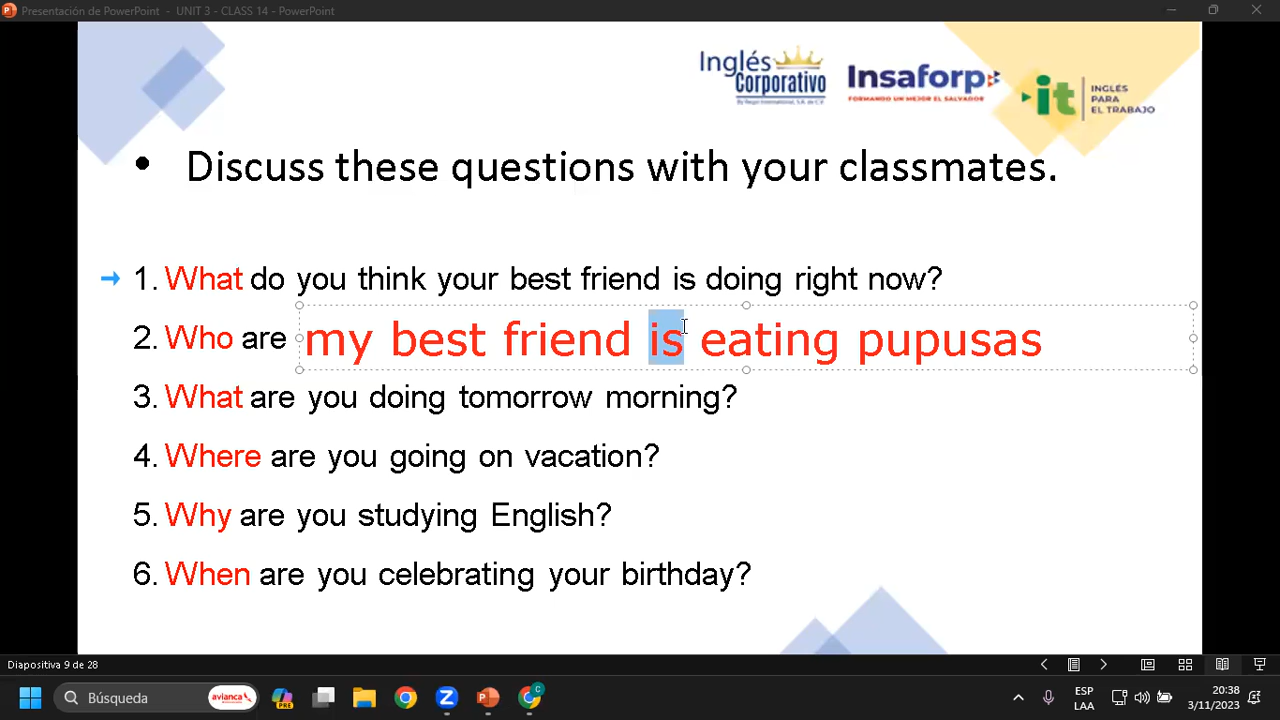 Presentación de PowerPoint - UNIT 3 - CLASS 14 - PowerPoint
Inglés
Corporativo
By Regal International, S.A. de C.V.
Insaforp
FORMANDO UN MEJOR EL SALVADOR
it
INGLÉS
PARA
EL TRABAJO
• Discuss these questions with your classmates.
1. What do you think your best friend is doing right now?
2. Who are
my best friend is eating pupusas
3. What are you doing tomorrow morning?
4. Where are you going on vacation?
5. Why are you studying English?
6. When are you celebrating your birthday?
Diapositiva 9 de 28
Búsqueda
avianca
PRE
ESP
LAA
20:38
3/11/2023